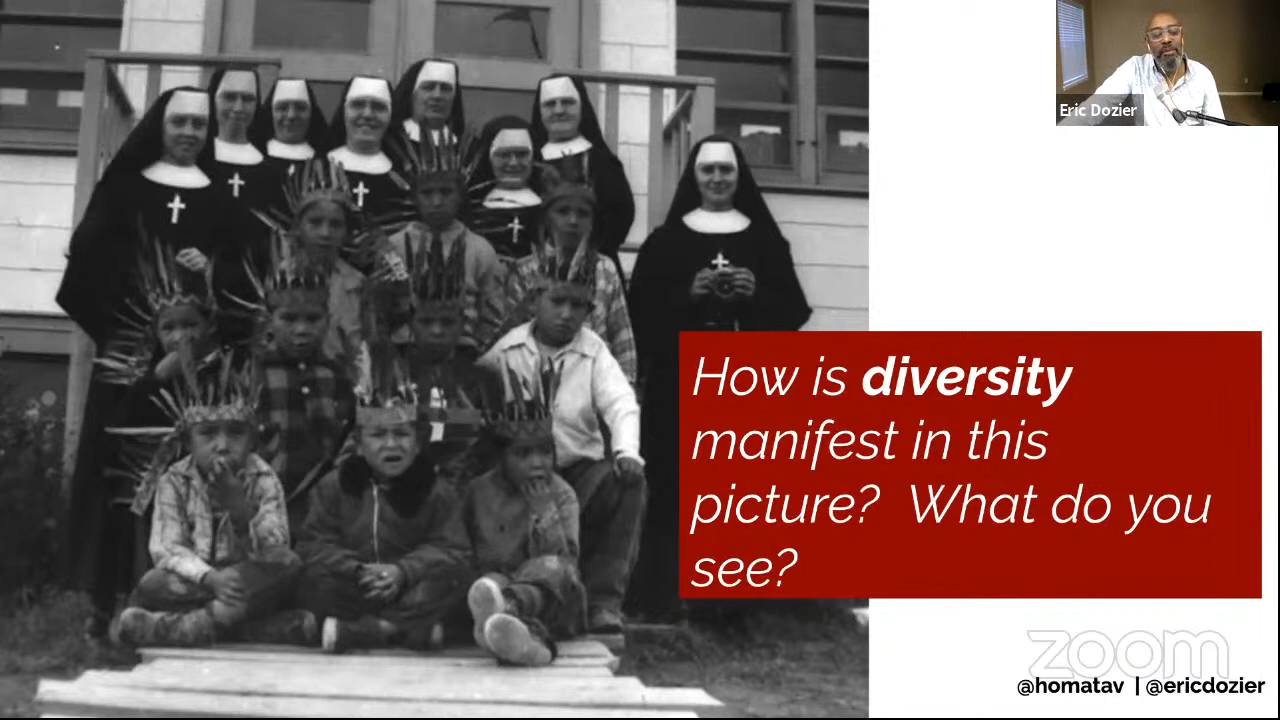 Eric Dozier
How is diversity
manifest in this
picture?  What do you
see?
zoom
@homatav | @ericdozier